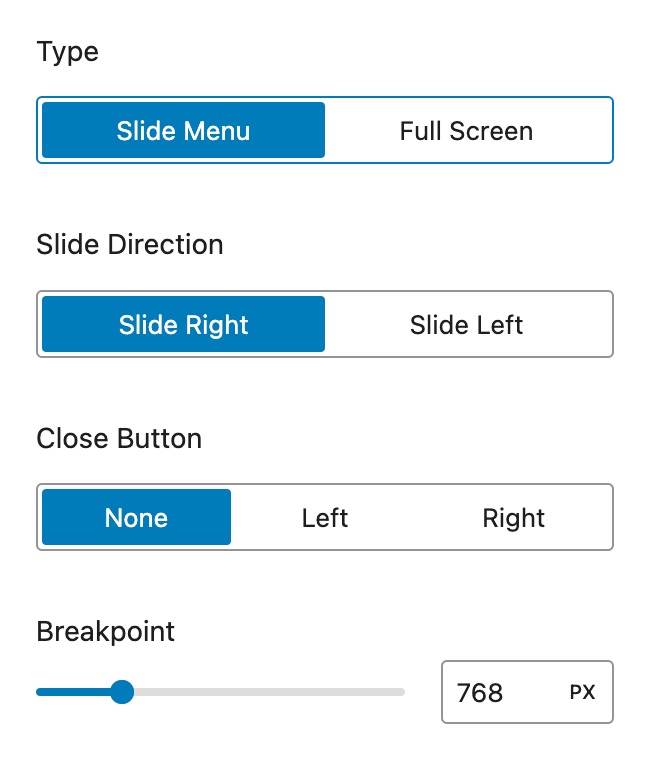 Type
Slide Menu Full Screen
Slide Direction
Slide Right Slide Left
Close Button
None Left Right
Breakpoint
768 PX